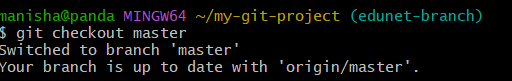 manisha@panda MINGW64 ~/my-git-project (edunet-branch)
$ git checkout master
Switched to branch 'master'
Your branch is up to date with 'origin/master'.